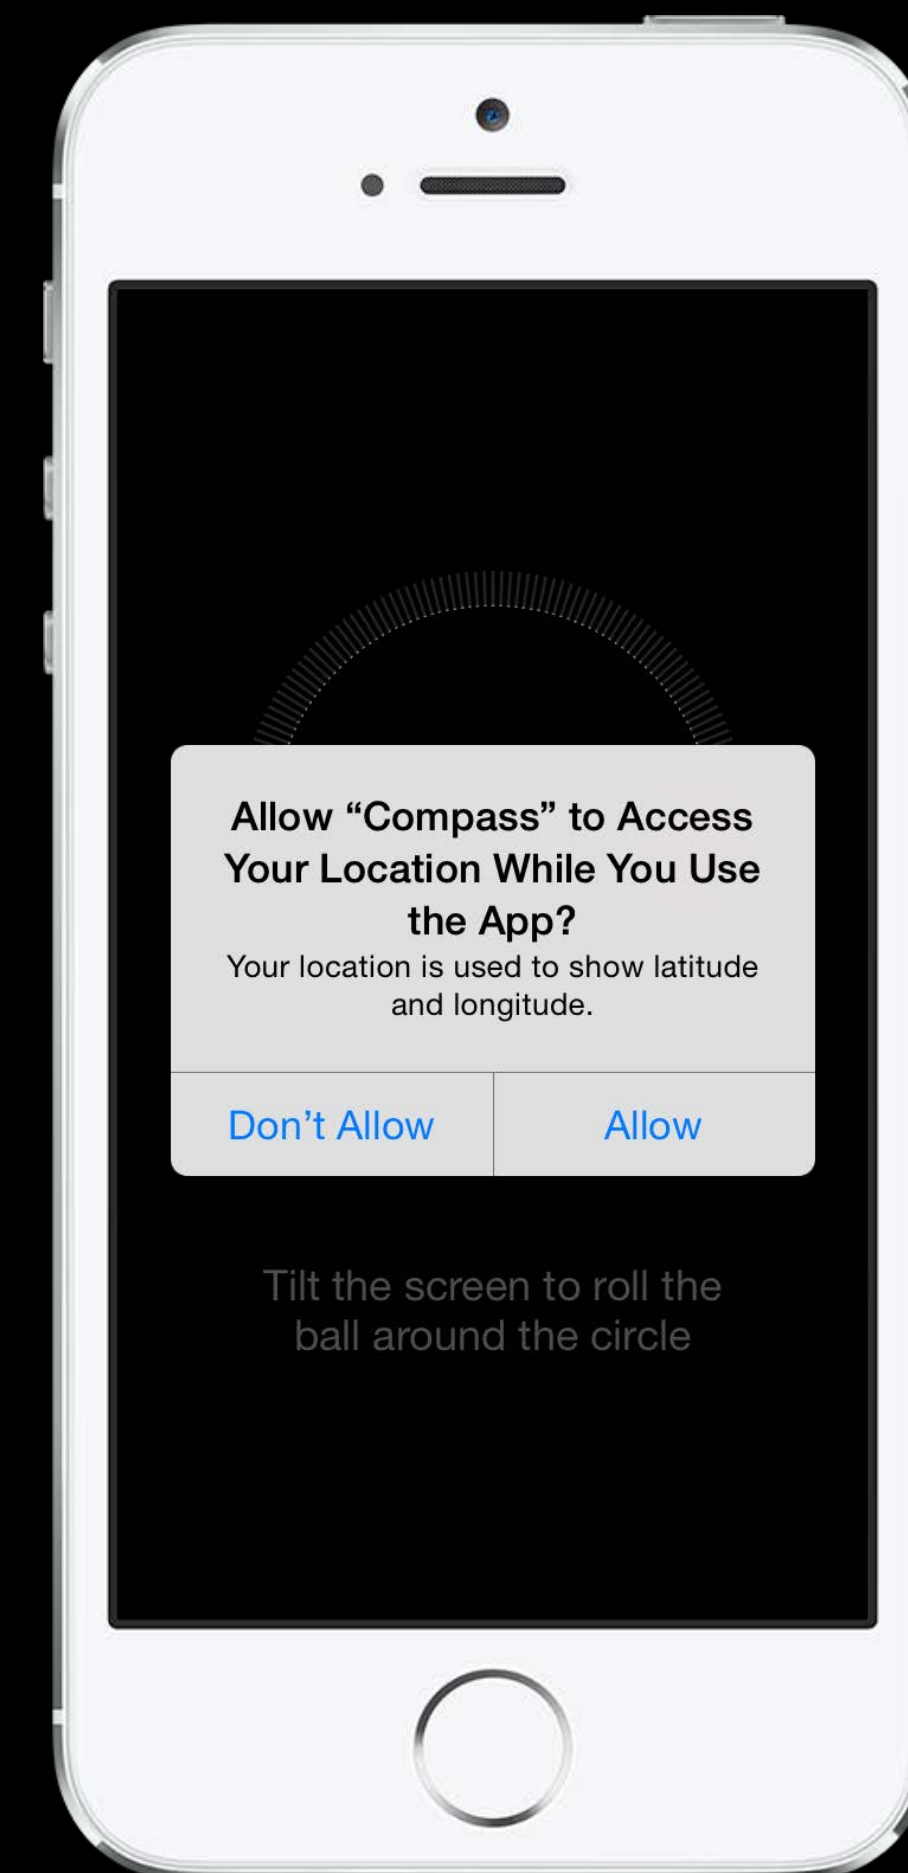 Allow “Compass” to Access
Your Location While You Use
the App?
Your location is used to show latitude
and longitude.
Don’t Allow
Allow
Tilt the screen to roll the
ball around the circle